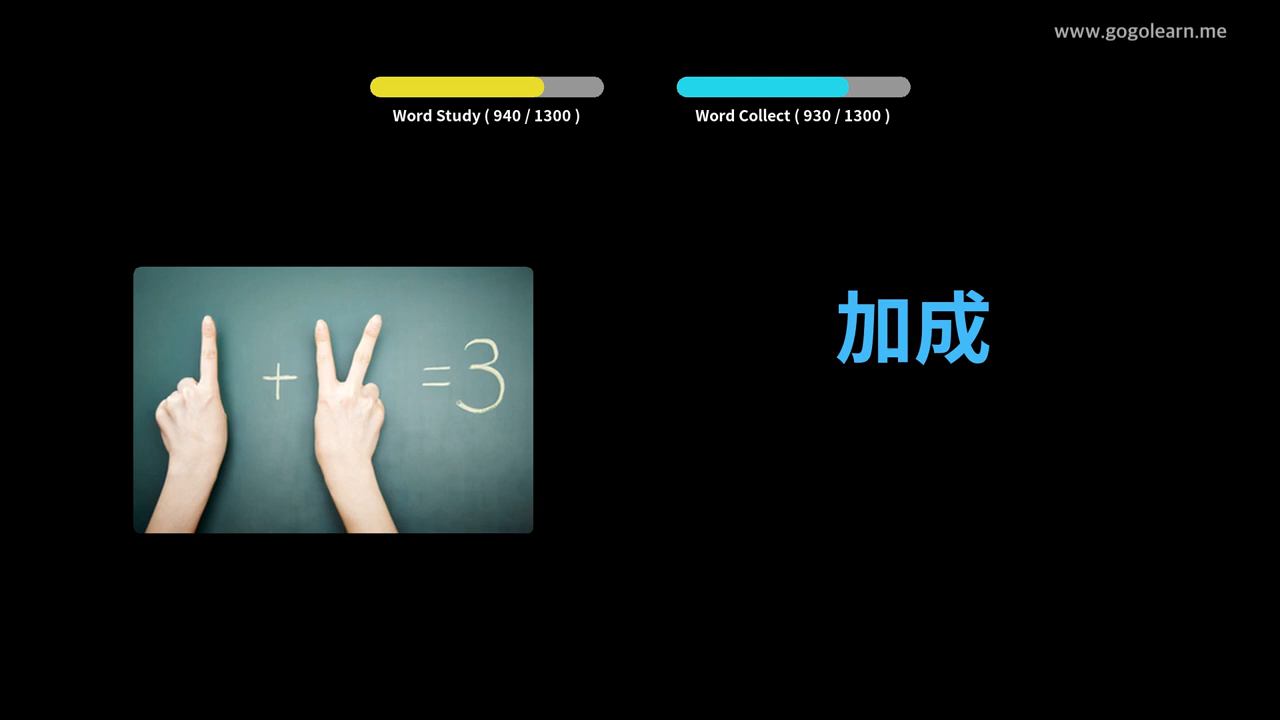 www.gogolearn.me
Word Study ( 940 / 1300 )
Word Collect ( 930 / 1300 )
+ =3
加成